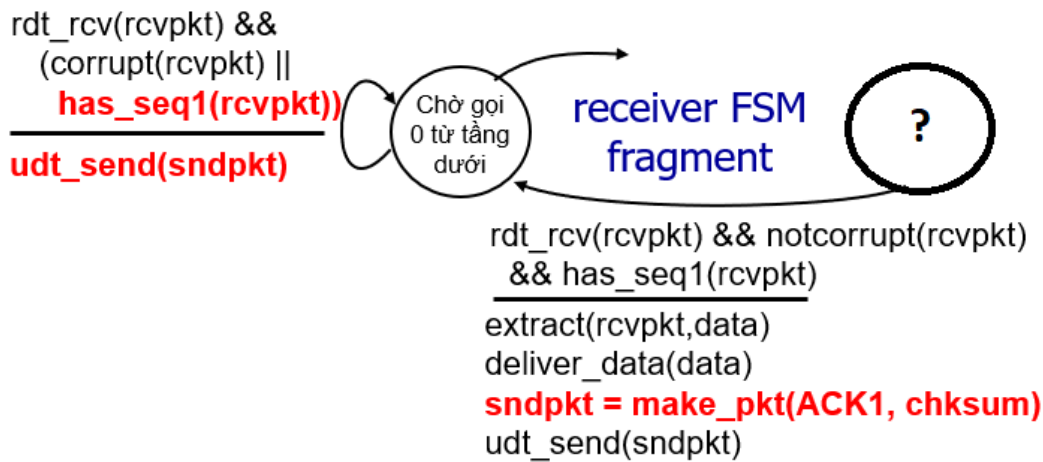 rdt_rcv(rcvpkt) &&
(corrupt(rcvpkt) ||
has_seq1(rcvpkt))
udt_send(sndpkt)
Chờ gọi
0 từ tầng
dưới
receiver FSM
fragment
?
rdt_rcv(rcvpkt) && notcorrupt(rcvpkt)
&& has_seq1(rcvpkt)
extract(rcvpkt,data)
deliver_data(data)
sndpkt = make_pkt(ACK1, chksum)
udt_send(sndpkt)